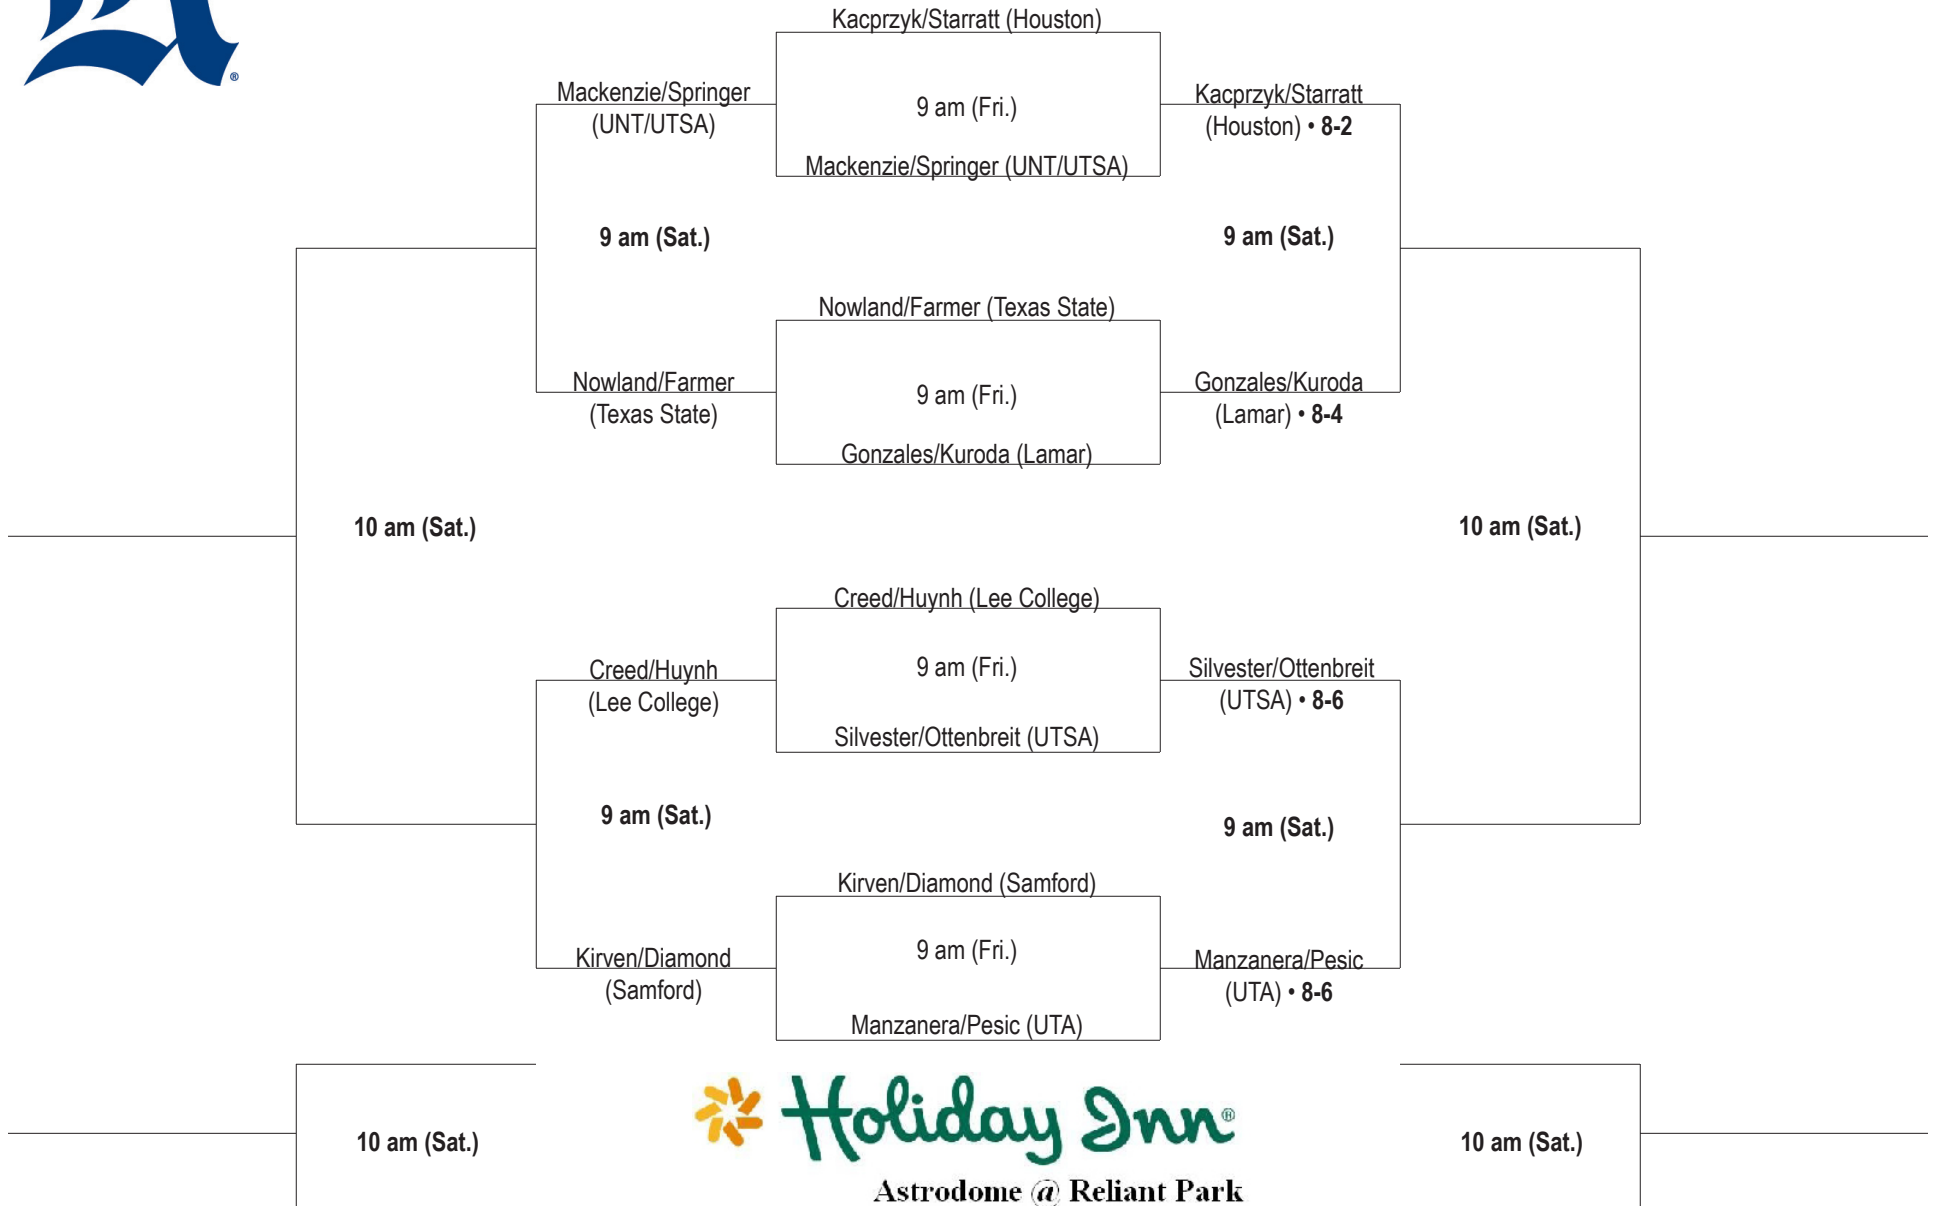 Kacprzyk/Starratt (Houston)
Mackenzie/Springer
(UNT/UTSA)
9 am (Fri.)
Kacprzyk/Starratt
(Houston) • 8-2
Mackenzie/Springer (UNT/UTSA)
9 am (Sat.)
9 am (Sat.)
Nowland/Farmer (Texas State)
Nowland/Farmer
(Texas State)
9 am (Fri.)
Gonzales/Kuroda
(Lamar) • 8-4
Gonzales/Kuroda (Lamar)
10 am (Sat.)
10 am (Sat.)
Creed/Huynh (Lee College)
Creed/Huynh
(Lee College)
9 am (Fri.)
Silvester/Ottenbreit
(UTSA) • 8-6
Silvester/Ottenbreit (UTSA)
9 am (Sat.)
9 am (Sat.)
Kirven/Diamond (Samford)
Kirven/Diamond
(Samford)
9 am (Fri.)
Manzanera/Pesic
(UTA) • 8-6
Manzanera/Pesic (UTA)
10 am (Sat.)
Holiday Inn®
10 am (Sat.)
Astrodome @ Reliant Park